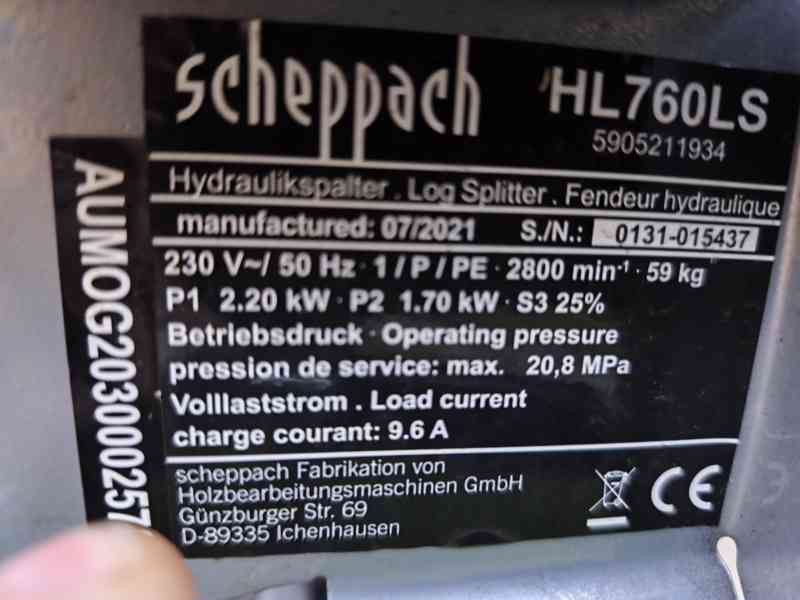 scheppach
HL760LS
5905211934
Hydraulikspalter . Log Splitter . Fendeur hydraulique
manufactured: 07/2021 S./N.: 0131-015437
230 V~/ 50 Hz · 1/P/PE · 2800 min⁻¹ · 59 kg
P1 2.20 kW · P2 1.70 kW · S3 25%
Betriebsdruck · Operating pressure
pression de service: max. 20,8 MPa
Volllaststrom . Load current
charge courant: 9.6 A
scheppach Fabrikation von
Holzbearbeitungsmaschinen GmbH
Günzburger Str. 69
D-89335 Ichenhausen
CE
AUMOG203000257